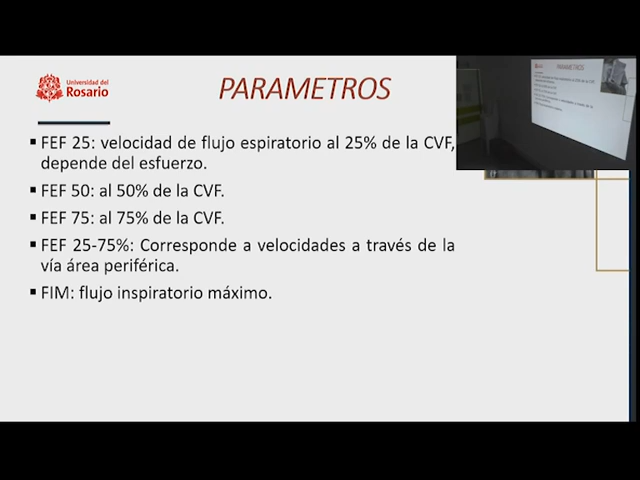 Universidad del
Rosario
PARAMETROS
▪ FEF 25: velocidad de flujo espiratorio al 25% de la CVF,
depende del esfuerzo.
▪ FEF 50: al 50% de la CVF.
▪ FEF 75: al 75% de la CVF.
▪ FEF 25-75%: Corresponde a velocidades a través de la
vía área periférica.
▪ FIM: flujo inspiratorio máximo.
PARAMETROS